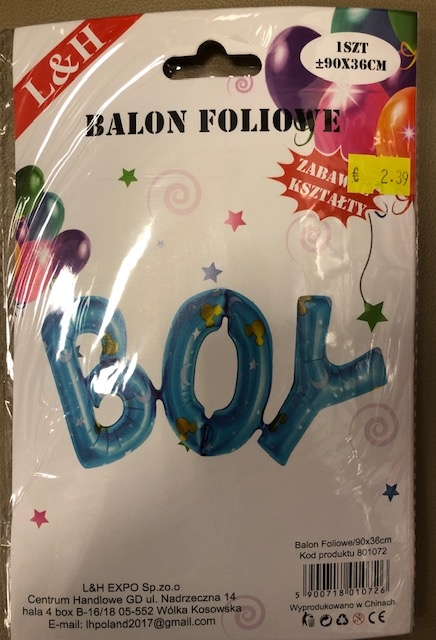 L&H
1SZT
±90X36CM
BALON FOLIOWE
KSZTAŁTY
€ 2.39
BOY
Balon Foliowe/90x36cm
Kod produktu 801072
5 900718 010726
Wyprodukowano w Chinach.
L&H EXPO Sp.zo.o
Centrum Handlowe GD ul. Nadrzeczna 14
hala 4 box B-16/18 05-552 Wólka Kosowska
E-mail: lhpoland2017@gmail.com